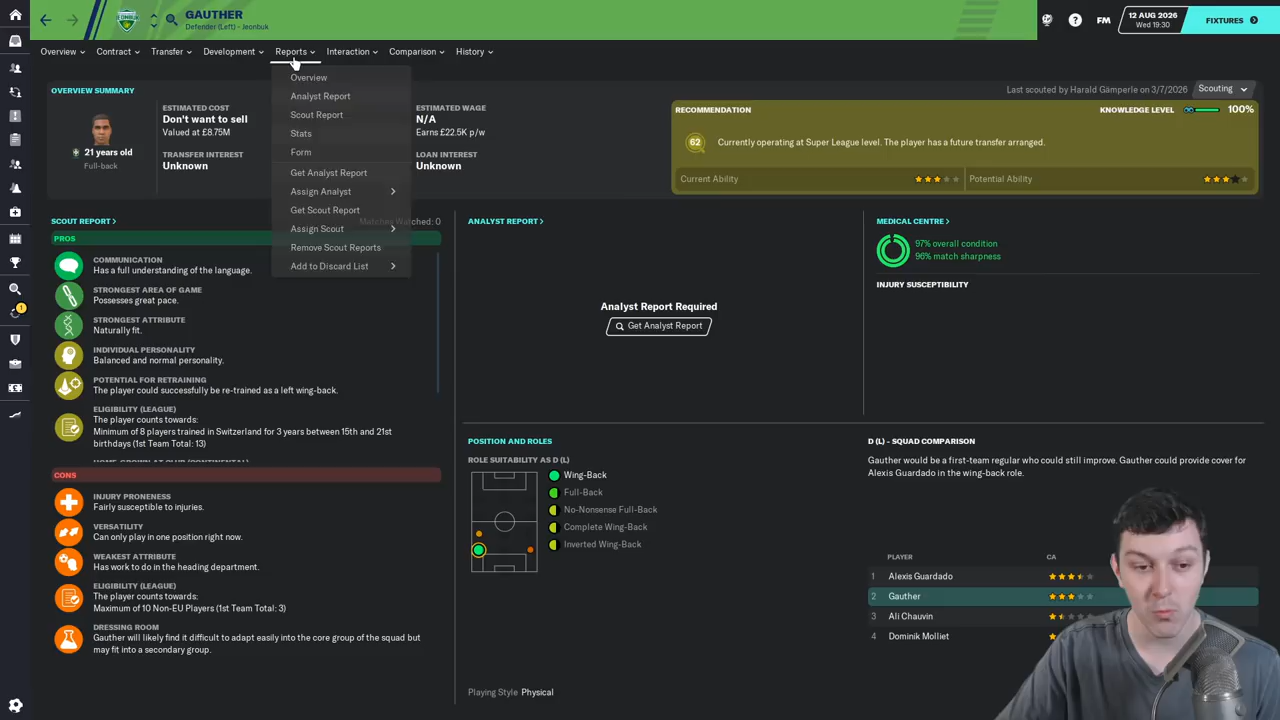 GAUTHER
Defender (Left) - Jeonbuk
FM
12 AUG 2026
Wed 19:30
FIXTURES
Overview
Contract
Transfer
Development
Reports
Interaction
Comparison
History
Overview
Analyst Report
Scout Report
Stats
Form
Get Analyst Report
Assign Analyst
Get Scout Report
Assign Scout
Remove Scout Reports
Add to Discard List
OVERVIEW SUMMARY
Last scouted by Harald Gämperle on 3/7/2026
Scouting
21 years old
Full-back
ESTIMATED COST
Don't want to sell
Valued at £8.75M
TRANSFER INTEREST
Unknown
ESTIMATED WAGE
N/A
Earns £22.5K p/w
LOAN INTEREST
Unknown
RECOMMENDATION
KNOWLEDGE LEVEL
100%
62
Currently operating at Super League level. The player has a future transfer arranged.
Current Ability
Potential Ability
SCOUT REPORT
Matches Watched: 0
PROS
COMMUNICATION
Has a full understanding of the language.
STRONGEST AREA OF GAME
Possesses great pace.
STRONGEST ATTRIBUTE
Naturally fit.
INDIVIDUAL PERSONALITY
Balanced and normal personality.
POTENTIAL FOR RETRAINING
The player could successfully be re-trained as a left wing-back.
ELIGIBILITY (LEAGUE)
The player counts towards:
Minimum of 8 players trained in Switzerland for 3 years between 15th and 21st
birthdays (1st Team Total: 13)
CONS
INJURY PRONENESS
Fairly susceptible to injuries.
VERSATILITY
Can only play in one position right now.
WEAKEST ATTRIBUTE
Has work to do in the heading department.
ELIGIBILITY (LEAGUE)
The player counts towards:
Maximum of 10 Non-EU Players (1st Team Total: 3)
DRESSING ROOM
Gauther will likely find it difficult to adapt easily into the core group of the squad but
may fit into a secondary group.
ANALYST REPORT
Analyst Report Required
Get Analyst Report
MEDICAL CENTRE
97% overall condition
96% match sharpness
INJURY SUSCEPTIBILITY
POSITION AND ROLES
ROLE SUITABILITY AS D (L)
Wing-Back
Full-Back
No-Nonsense Full-Back
Complete Wing-Back
Inverted Wing-Back
Playing Style Physical
D (L) - SQUAD COMPARISON
Gauther would be a first-team regular who could still improve. Gauther could provide cover for
Alexis Guardado in the wing-back role.
PLAYER
CA
1 Alexis Guardado
2 Gauther
3 Ali Chauvin
4 Dominik Molliet